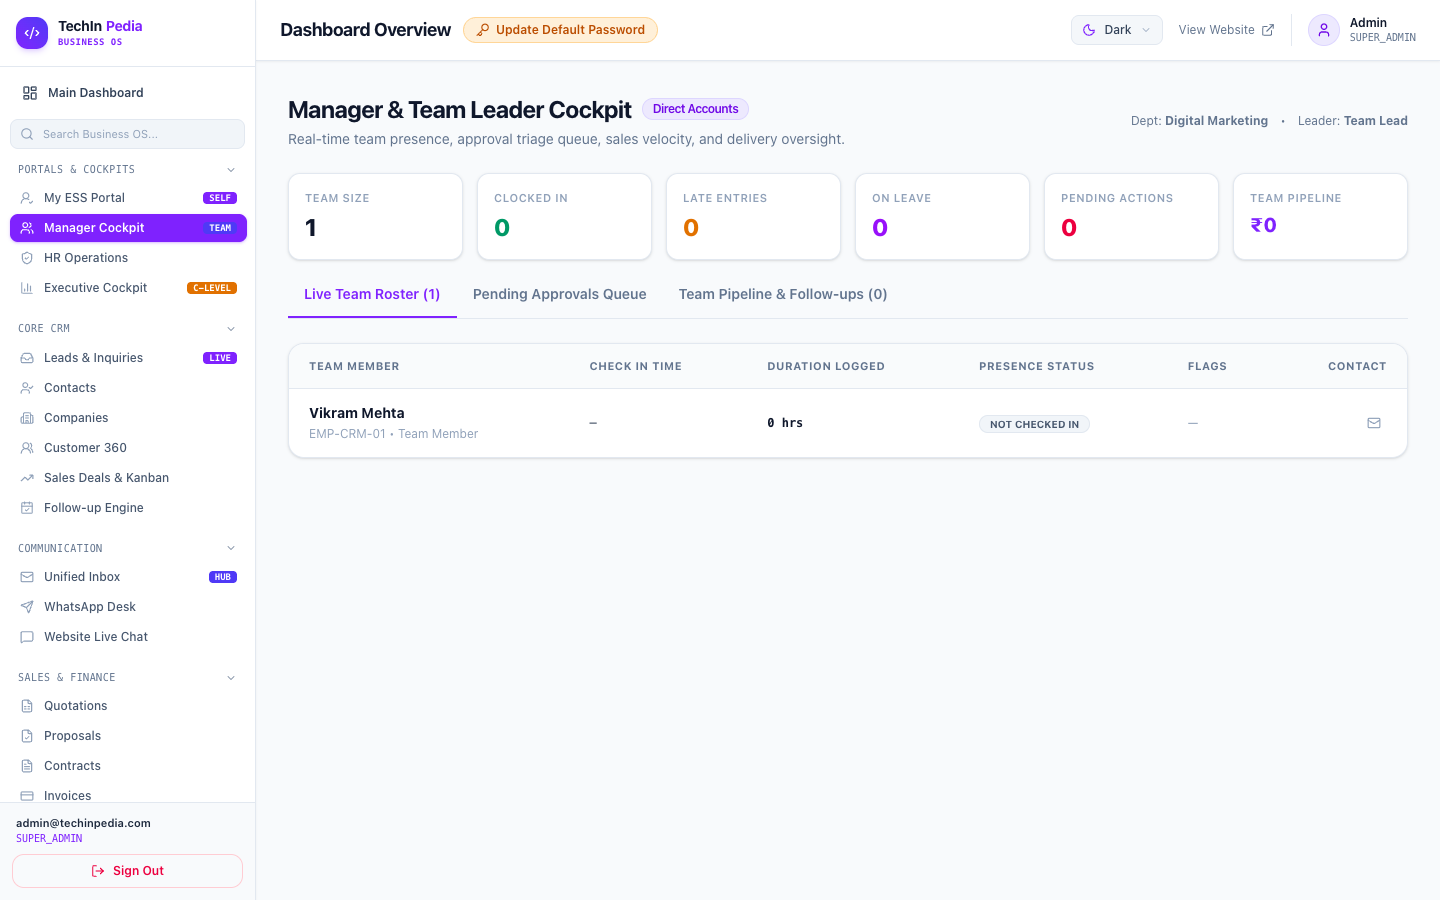 TechIn Pedia
BUSINESS OS
Main Dashboard
Search Business OS...
PORTALS & COCKPITS
My ESS Portal SELF
Manager Cockpit TEAM
HR Operations
Executive Cockpit C-LEVEL
CORE CRM
Leads & Inquiries LIVE
Contacts
Companies
Customer 360
Sales Deals & Kanban
Follow-up Engine
COMMUNICATION
Unified Inbox HUB
WhatsApp Desk
Website Live Chat
SALES & FINANCE
Quotations
Proposals
Contracts
Invoices
admin@techinpedia.com
SUPER_ADMIN
Sign Out
Dashboard Overview Update Default Password
Dark View Website
Admin
SUPER_ADMIN
Manager & Team Leader Cockpit Direct Accounts
Real-time team presence, approval triage queue, sales velocity, and delivery oversight.
Dept: Digital Marketing • Leader: Team Lead
TEAM SIZE
1
CLOCKED IN
0
LATE ENTRIES
0
ON LEAVE
0
PENDING ACTIONS
0
TEAM PIPELINE
₹0
Live Team Roster (1) Pending Approvals Queue Team Pipeline & Follow-ups (0)
TEAM MEMBER CHECK IN TIME DURATION LOGGED PRESENCE STATUS FLAGS CONTACT
Vikram Mehta
EMP-CRM-01 • Team Member
— 0 hrs NOT CHECKED IN —